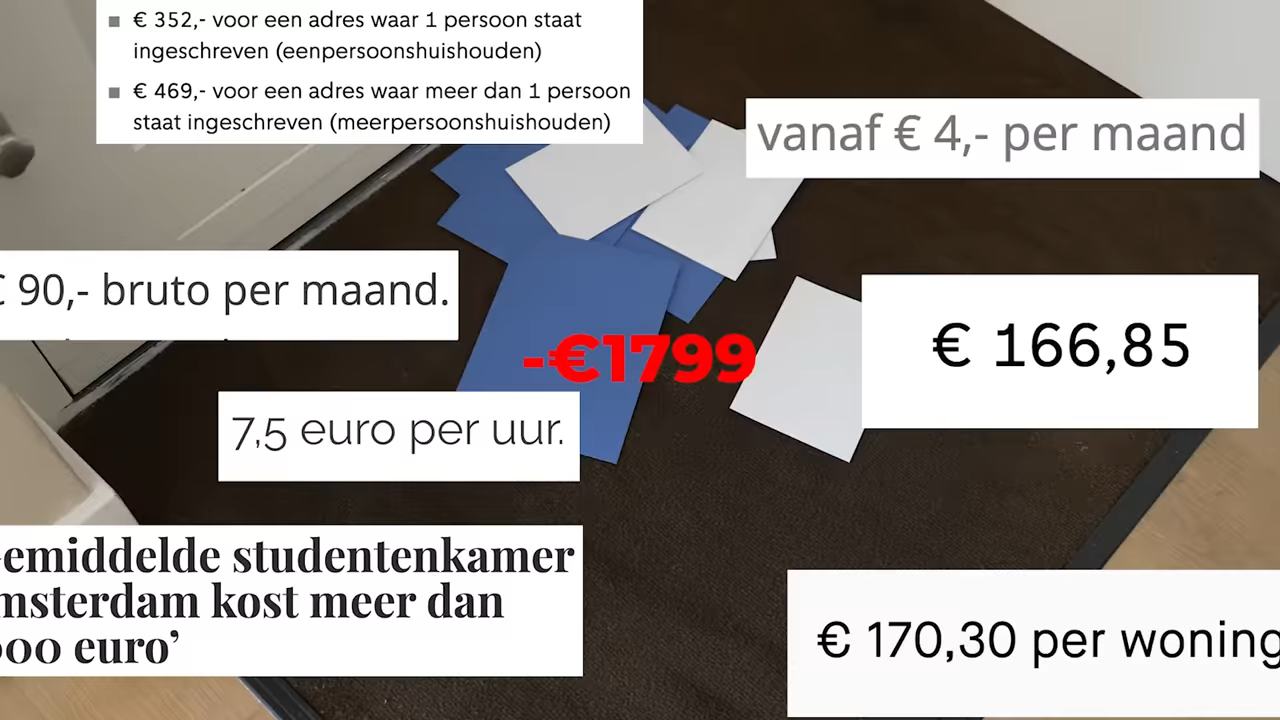 € 352,- voor een adres waar 1 persoon staat
ingeschreven (eenpersoonshuishouden)
€ 469,- voor een adres waar meer dan 1 persoon
staat ingeschreven (meerpersoonshuishouden)
vanaf € 4,- per maand
€ 90,- bruto per maand.
€ 166,85
-€1799
7,5 euro per uur.
emiddelde studentenkamer
msterdam kost meer dan
00 euro’
€ 170,30 per woning